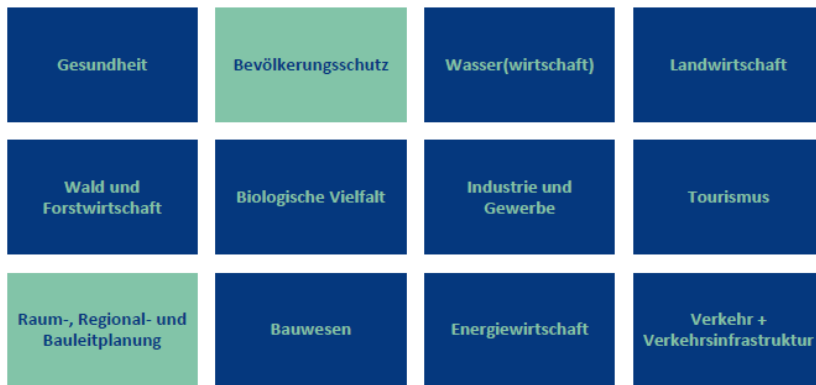 Gesundheit
Bevölkerungsschutz
Wasser(wirtschaft)
Landwirtschaft
Wald und
Forstwirtschaft
Biologische Vielfalt
Industrie und
Gewerbe
Tourismus
Raum-, Regional- und
Bauleitplanung
Bauwesen
Energiewirtschaft
Verkehr +
Verkehrsinfrastruktur